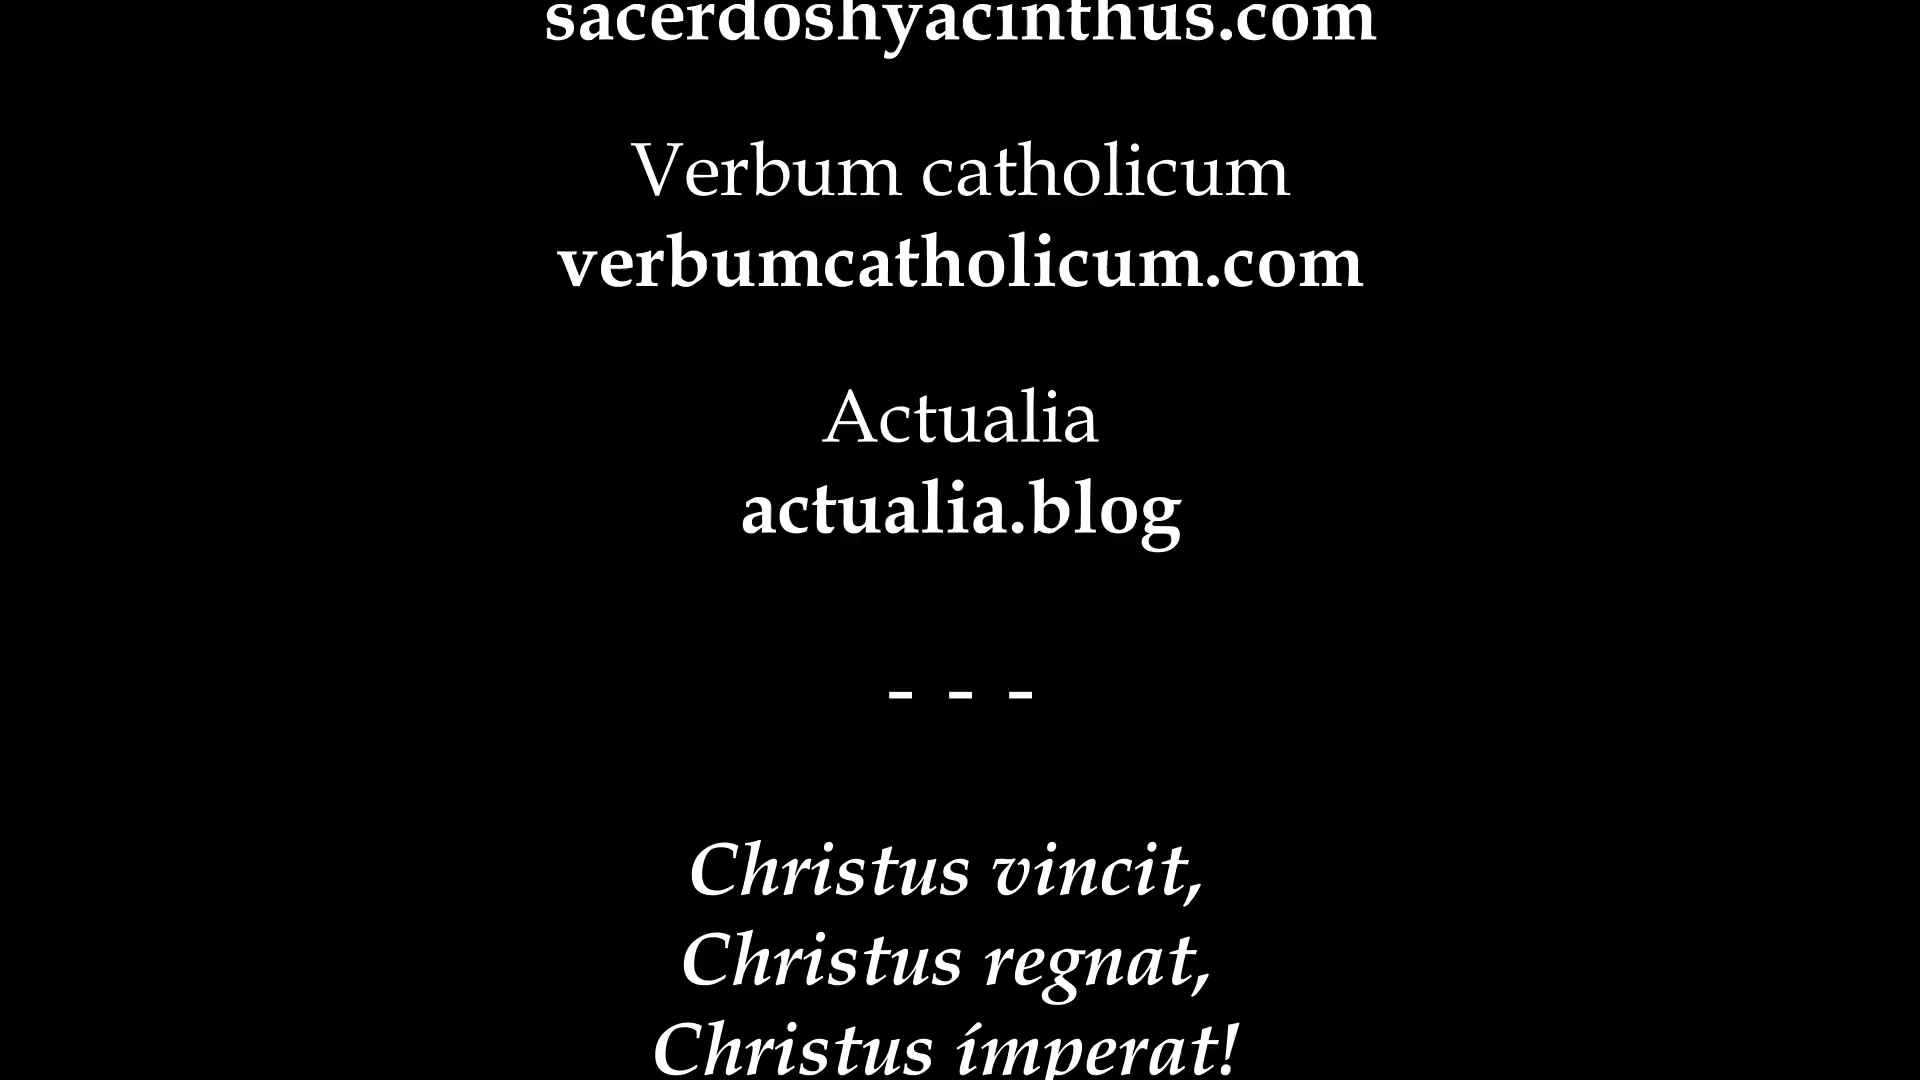 sacerdoshyacinthus.com
Verbum catholicum
verbumcatholicum.com
Actualia
actualia.blog
- - -
Christus vincit,
Christus regnat,
Christus ímperat!